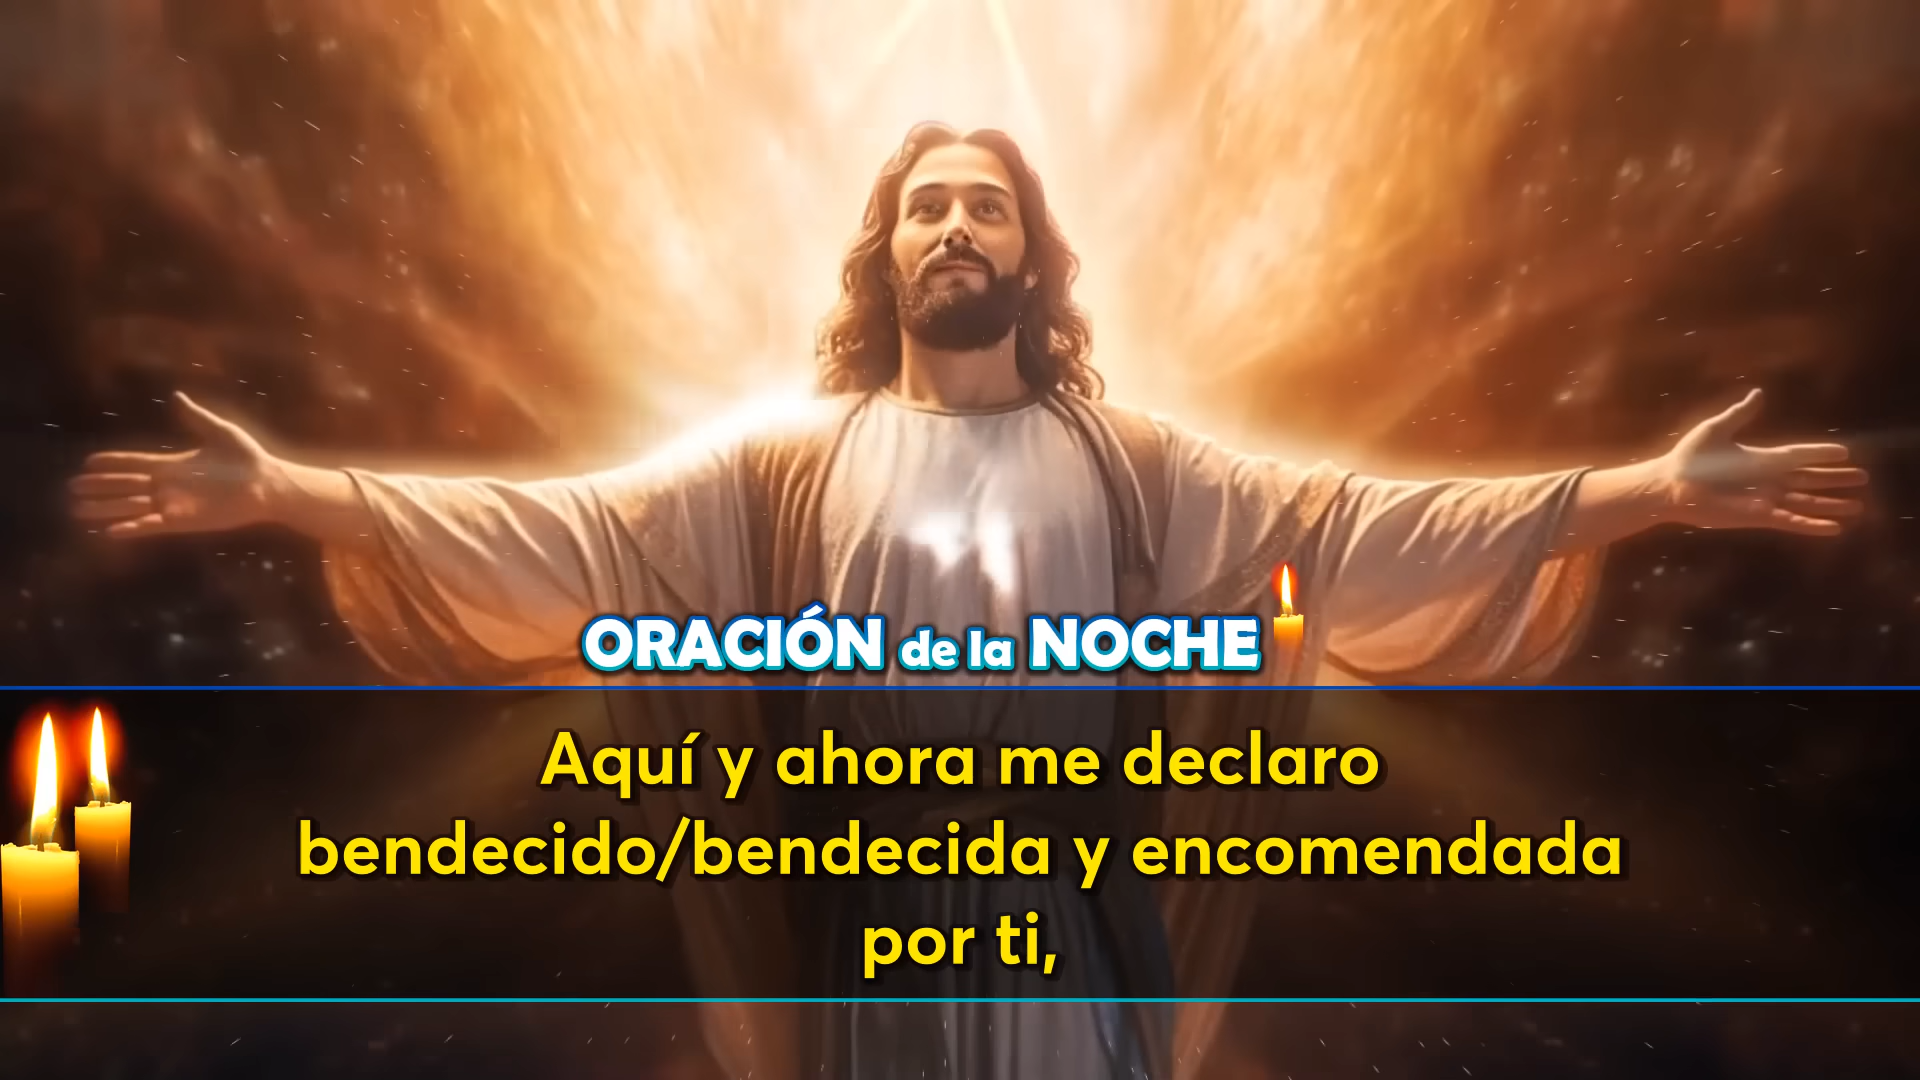 ORACIÓN de la NOCHE
Aquí y ahora me declaro
bendecido/bendecida y encomendada
por ti,